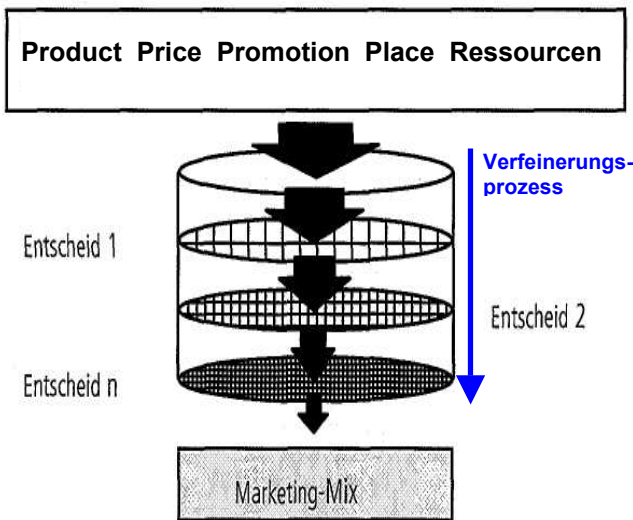 Product Price Promotion Place Ressourcen
Verfeinerungs-
prozess
Entscheid 1
Entscheid 2
Entscheid n
Marketing-Mix